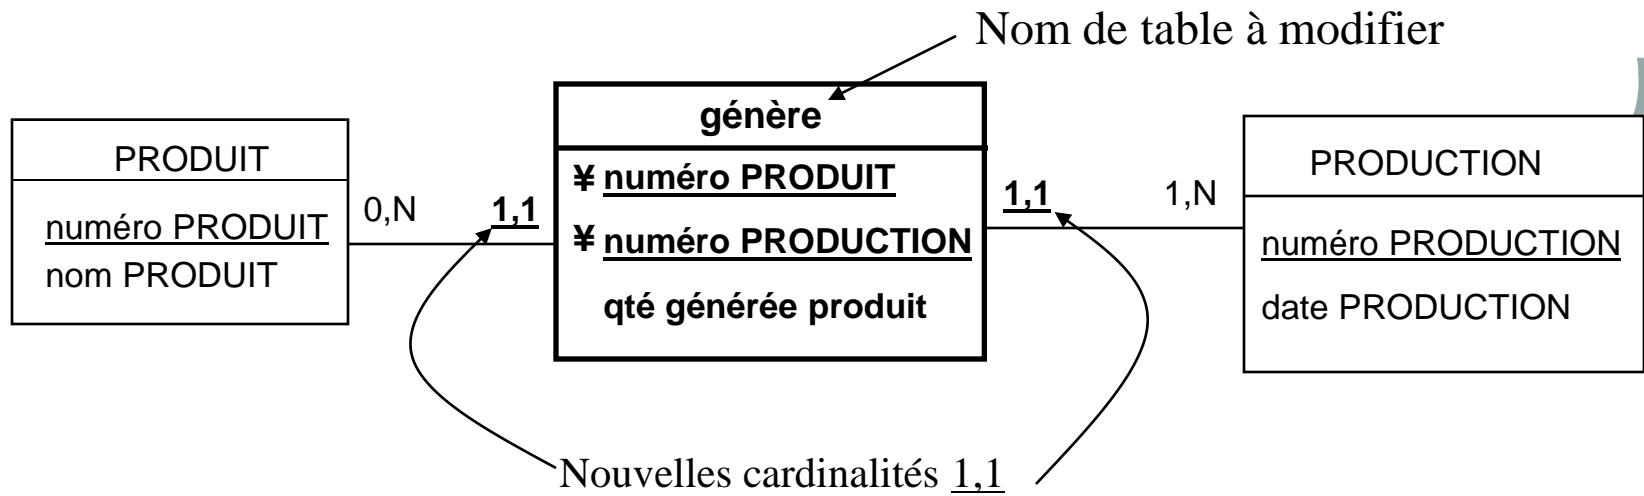 Nom de table à modifier
PRODUIT
numéro PRODUIT
nom PRODUIT
0,N
1,1
génère
¥ numéro PRODUIT
¥ numéro PRODUCTION
qté générée produit
1,1
1,N
PRODUCTION
numéro PRODUCTION
date PRODUCTION
Nouvelles cardinalités 1,1